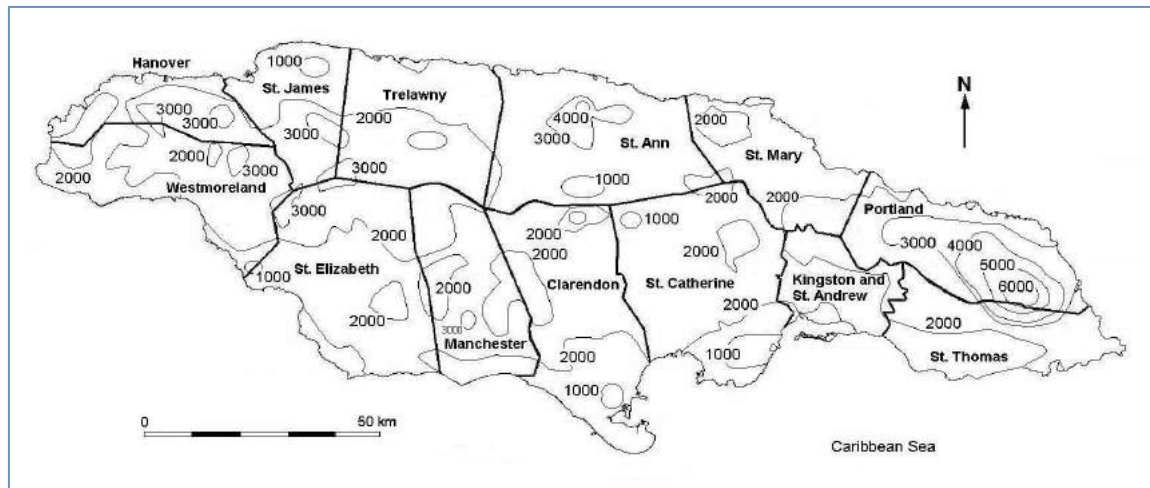 Hanover
1000
St. James
Trelawny
N
3000
3000
3000
2000
4000
3000
St. Ann
2000
St. Mary
2000
3000
2000
Westmoreland
3000
1000
2000
2000
Portland
3000
2000
2000
1000
3000
4000
5000
6000
1000
St. Elizabeth
2000
2000
Clarendon
2000
St. Catherine
Kingston and
St. Andrew
2000
2000
3000
Manchester
2000
2000
1000
St. Thomas
1000
0
50 km
Caribbean Sea